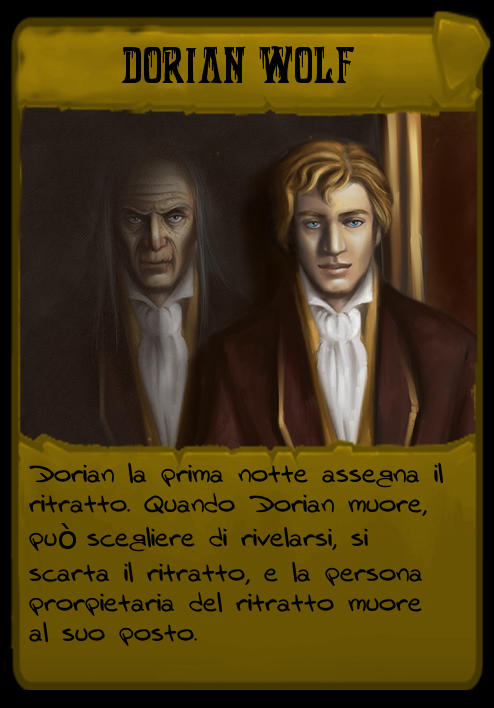 DORIAN WOLF
Dorian la prima notte assegna il
ritratto. Quando Dorian muore,
può scegliere di rivelarsi, si
scarta il ritratto, e la persona
prorpietaria del ritratto muore
al suo posto.